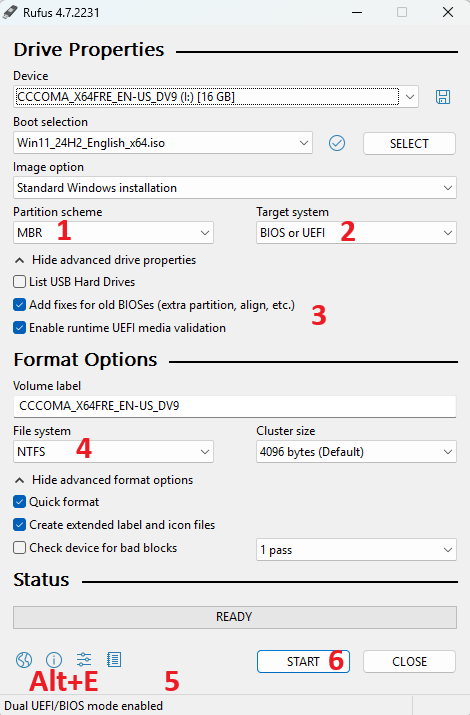 Rufus 4.7.2231
Drive Properties
Device
CCCOMA_X64FRE_EN-US_DV9 (I:) [16 GB]
Boot selection
Win11_24H2_English_x64.iso
SELECT
Image option
Standard Windows installation
Partition scheme Target system
MBR 1 BIOS or UEFI 2
Hide advanced drive properties
List USB Hard Drives
Add fixes for old BIOSes (extra partition, align, etc.)
3
Enable runtime UEFI media validation
Format Options
Volume label
CCCOMA_X64FRE_EN-US_DV9
File system Cluster size
NTFS 4 4096 bytes (Default)
Hide advanced format options
Quick format
Create extended label and icon files
Check device for bad blocks 1 pass
Status
READY
START 6 CLOSE
Alt+E 5
Dual UEFI/BIOS mode enabled